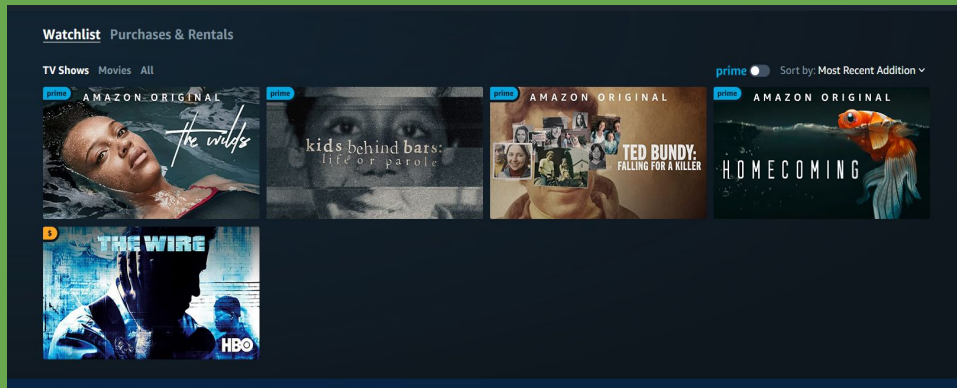 Watchlist Purchases & Rentals
TV Shows Movies All
prime Sort by: Most Recent Addition
prime
AMAZON ORIGINAL
the wilds
prime
kids behind bars:
life or parole
prime
AMAZON ORIGINAL
TED BUNDY:
FALLING FOR A KILLER
prime
AMAZON ORIGINAL
HOMECOMING
$
THE WIRE
HBO